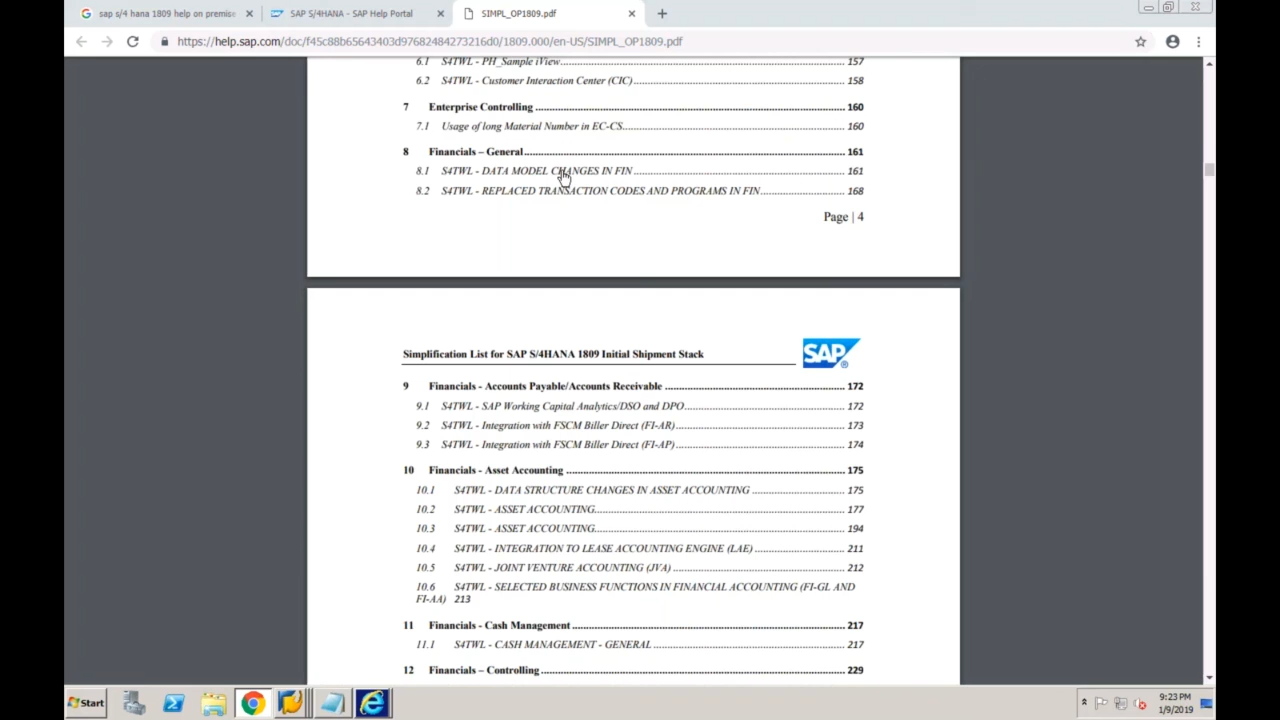 sap s/4 hana 1809 help on premise
SAP S/4HANA - SAP Help Portal
SIMPL_OP1809.pdf
https://help.sap.com/doc/f45c88b65643403d97682484273216d0/1809.000/en-US/SIMPL_OP1809.pdf
6.1 S4TWL - PH_Sample iView 157
6.2 S4TWL - Customer Interaction Center (CIC) 158
7 Enterprise Controlling 160
7.1 Usage of long Material Number in EC-CS 160
8 Financials – General 161
8.1 S4TWL - DATA MODEL CHANGES IN FIN 161
8.2 S4TWL - REPLACED TRANSACTION CODES AND PROGRAMS IN FIN 168
Page | 4
Simplification List for SAP S/4HANA 1809 Initial Shipment Stack
SAP®
9 Financials - Accounts Payable/Accounts Receivable 172
9.1 S4TWL - SAP Working Capital Analytics/DSO and DPO 172
9.2 S4TWL - Integration with FSCM Biller Direct (FI-AR) 173
9.3 S4TWL - Integration with FSCM Biller Direct (FI-AP) 174
10 Financials - Asset Accounting 175
10.1 S4TWL - DATA STRUCTURE CHANGES IN ASSET ACCOUNTING 175
10.2 S4TWL - ASSET ACCOUNTING 177
10.3 S4TWL - ASSET ACCOUNTING 194
10.4 S4TWL - INTEGRATION TO LEASE ACCOUNTING ENGINE (LAE) 211
10.5 S4TWL - JOINT VENTURE ACCOUNTING (JVA) 212
10.6 S4TWL - SELECTED BUSINESS FUNCTIONS IN FINANCIAL ACCOUNTING (FI-GL AND
FI-AA) 213
11 Financials - Cash Management 217
11.1 S4TWL - CASH MANAGEMENT - GENERAL 217
12 Financials – Controlling 229
Start
9:23 PM
1/9/2019